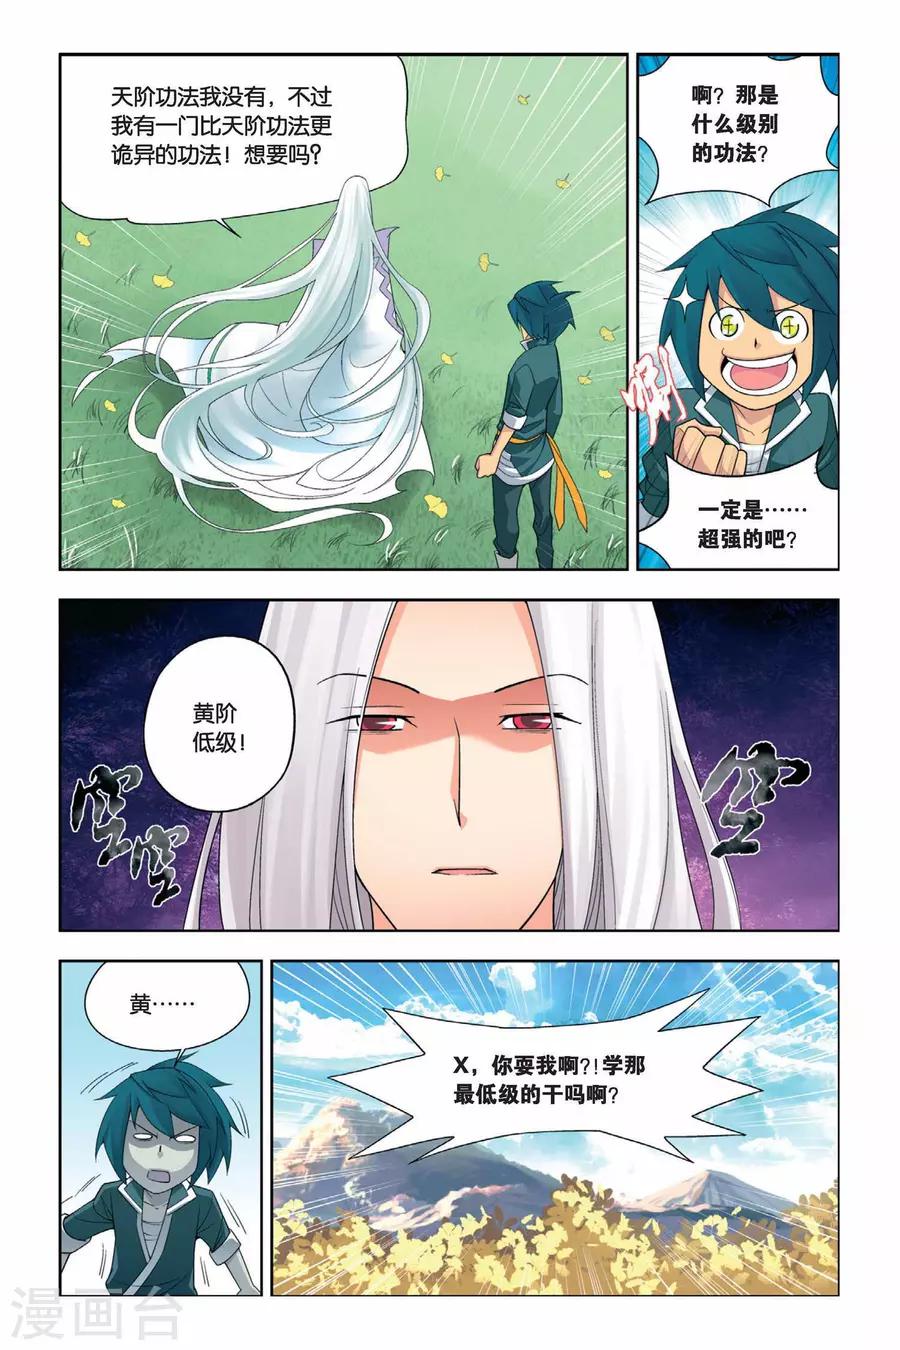 天阶功法我没有，不过
我有一门比天阶功法更
诡异的功法！想要吗？
啊？那是
什么级别
的功法？
唰
一定是……
超强的吧？
黄阶
低级！
空
空
空
黄……
X，你耍我啊？！学那
最低级的干吗啊？
漫画台